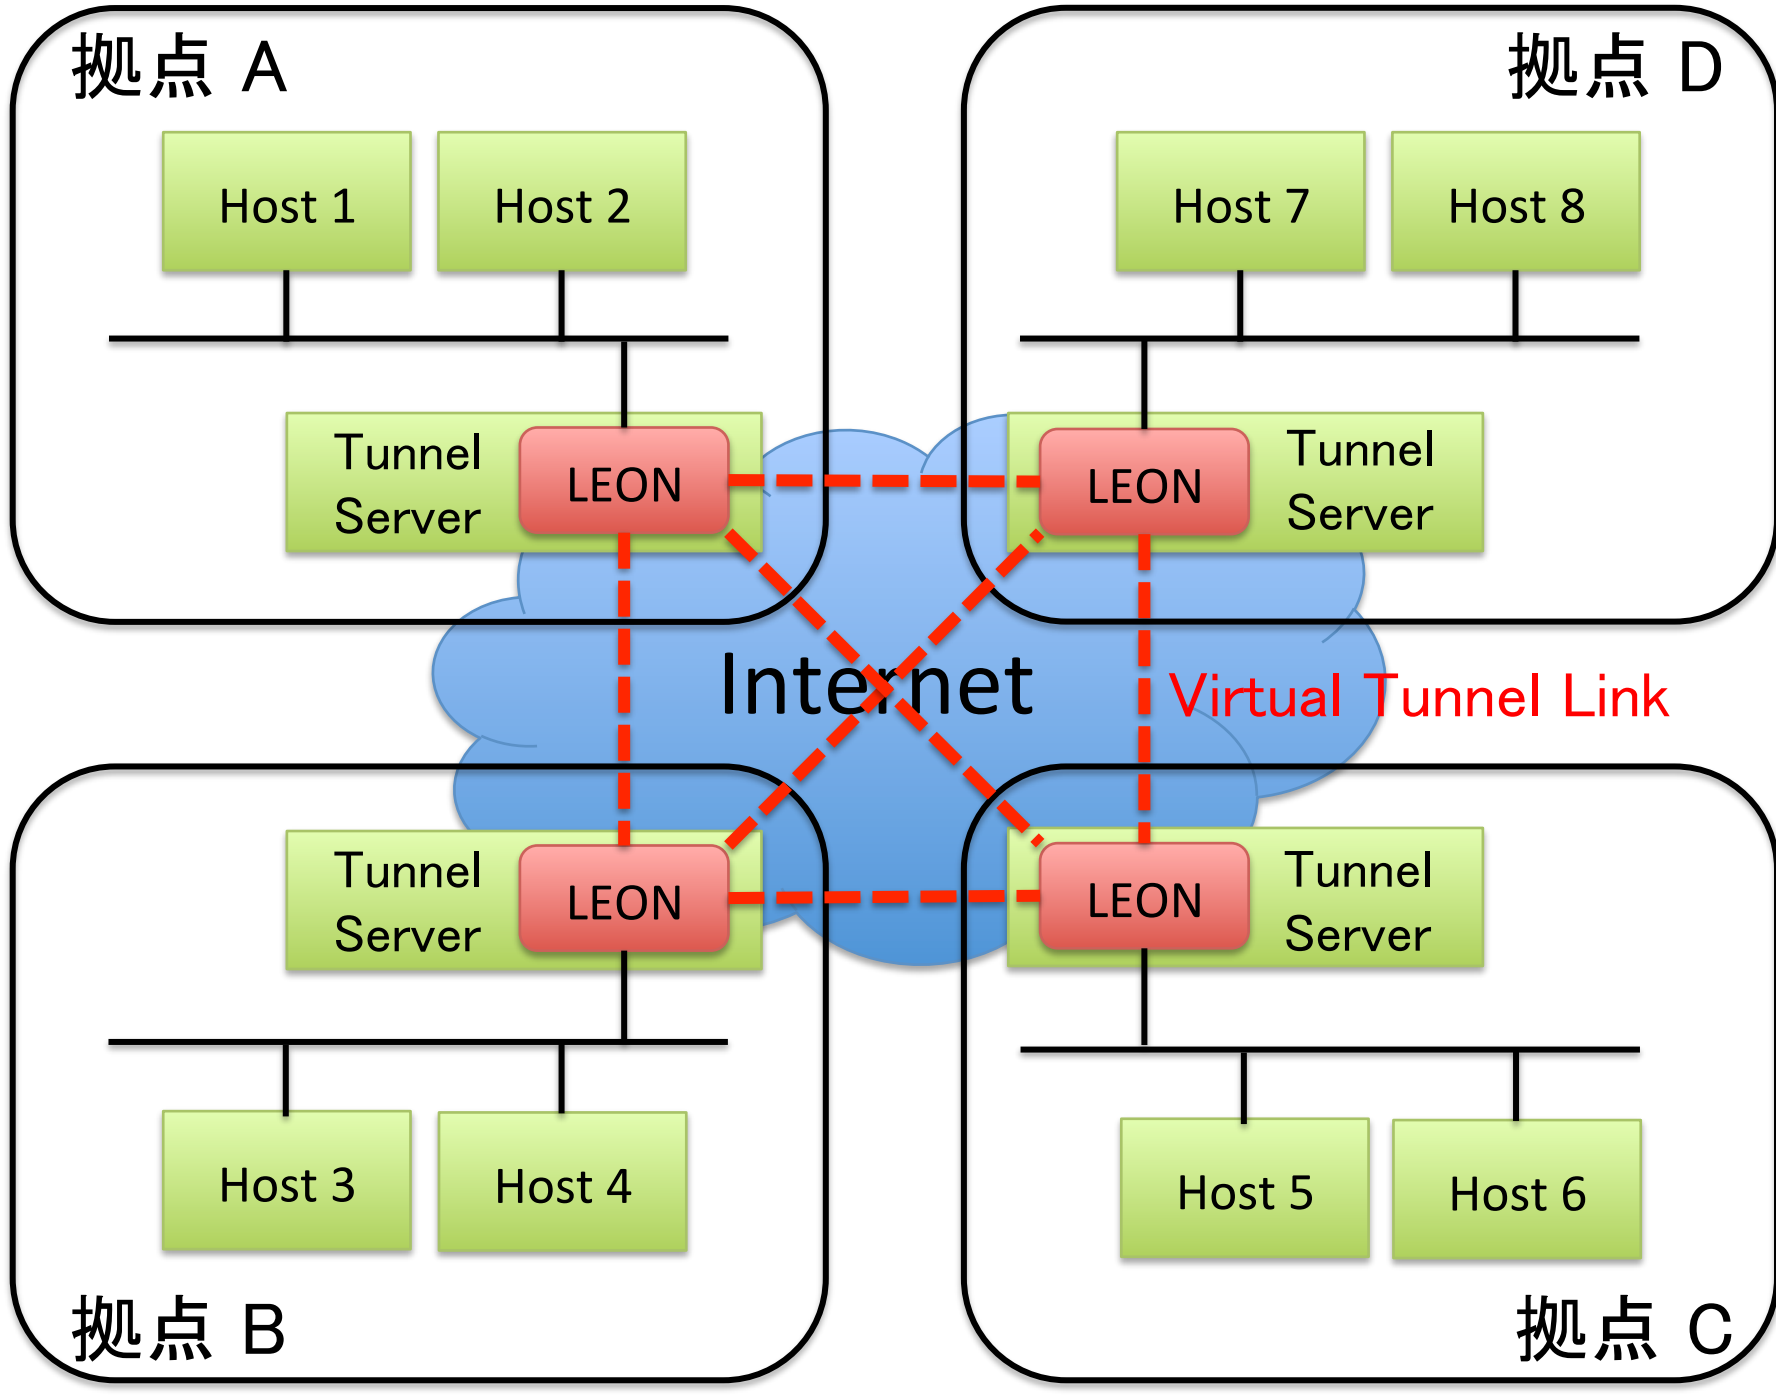 拠点 A
Host 1
Host 2
Tunnel
Server
LEON
拠点 D
Host 7
Host 8
LEON
Tunnel
Server
Internet
Virtual Tunnel Link
Tunnel
Server
LEON
Host 3
Host 4
拠点 B
LEON
Tunnel
Server
Host 5
Host 6
拠点 C